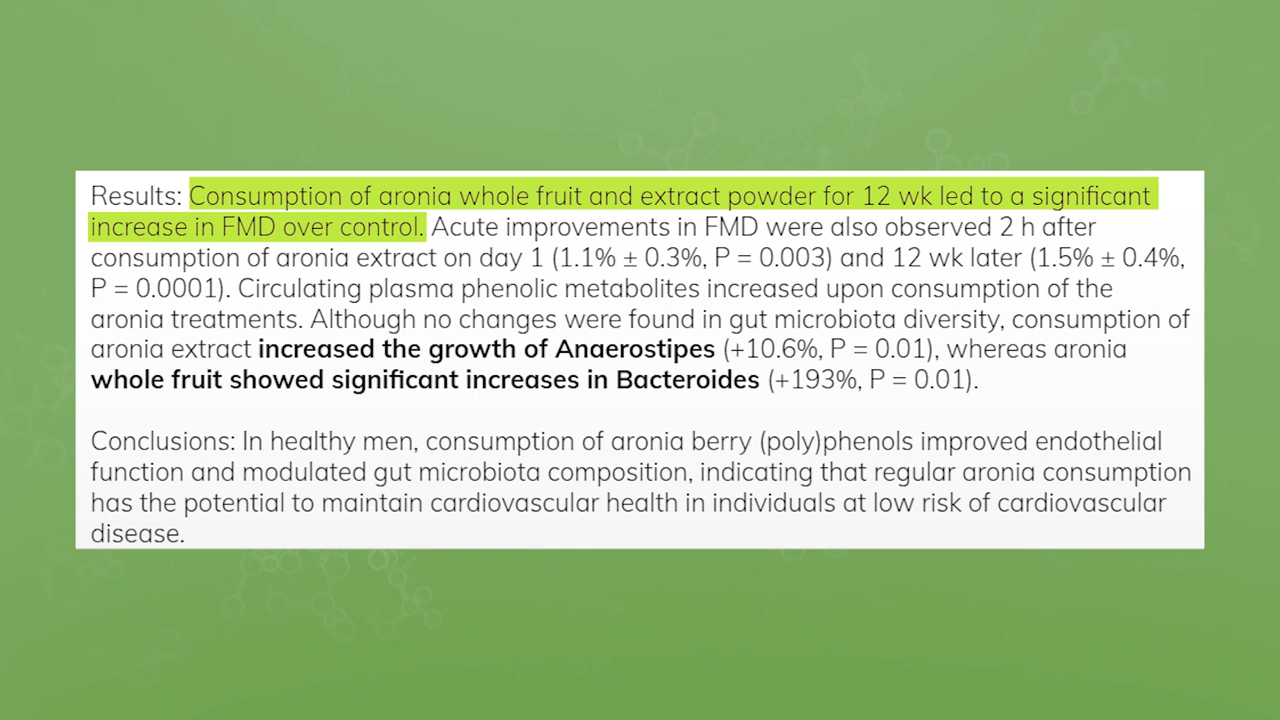 Results: Consumption of aronia whole fruit and extract powder for 12 wk led to a significant
increase in FMD over control. Acute improvements in FMD were also observed 2 h after
consumption of aronia extract on day 1 (1.1% ± 0.3%, P = 0.003) and 12 wk later (1.5% ± 0.4%,
P = 0.0001). Circulating plasma phenolic metabolites increased upon consumption of the
aronia treatments. Although no changes were found in gut microbiota diversity, consumption of
aronia extract increased the growth of Anaerostipes (+10.6%, P = 0.01), whereas aronia
whole fruit showed significant increases in Bacteroides (+193%, P = 0.01).
Conclusions: In healthy men, consumption of aronia berry (poly)phenols improved endothelial
function and modulated gut microbiota composition, indicating that regular aronia consumption
has the potential to maintain cardiovascular health in individuals at low risk of cardiovascular
disease.